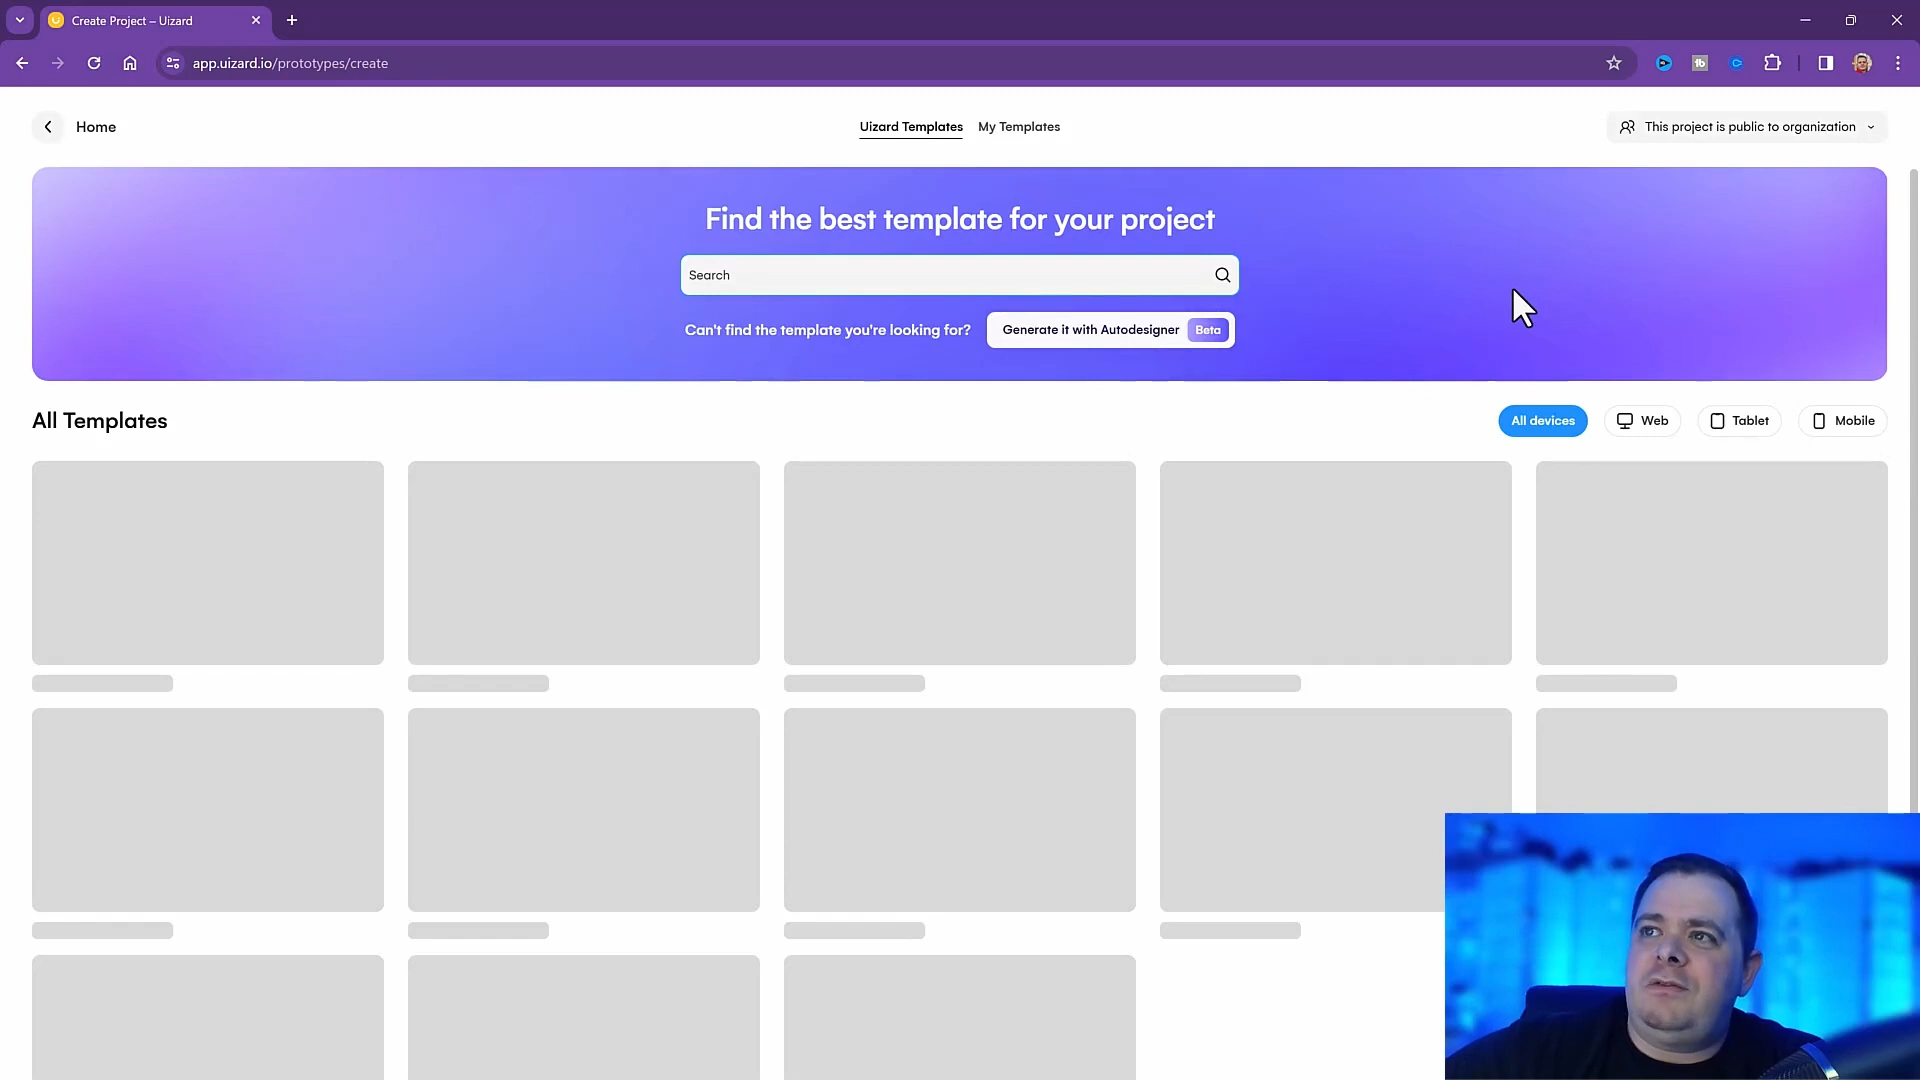 Create Project – Uizard
app.uizard.io/prototypes/create
Home
Uizard Templates
My Templates
This project is public to organization
Find the best template for your project
Search
Can't find the template you're looking for?
Generate it with Autodesigner
Beta
All Templates
All devices
Web
Tablet
Mobile